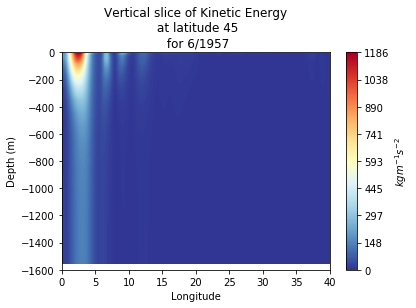 Vertical slice of Kinetic Energy
at latitude 45
for 6/1957
0
−200
−400
−600
−800
−1000
−1200
−1400
−1600
Depth (m)
0 5 10 15 20 25 30 35 40
Longitude
1186
1038
890
741
593
445
297
148
0
kgm⁻¹s⁻²